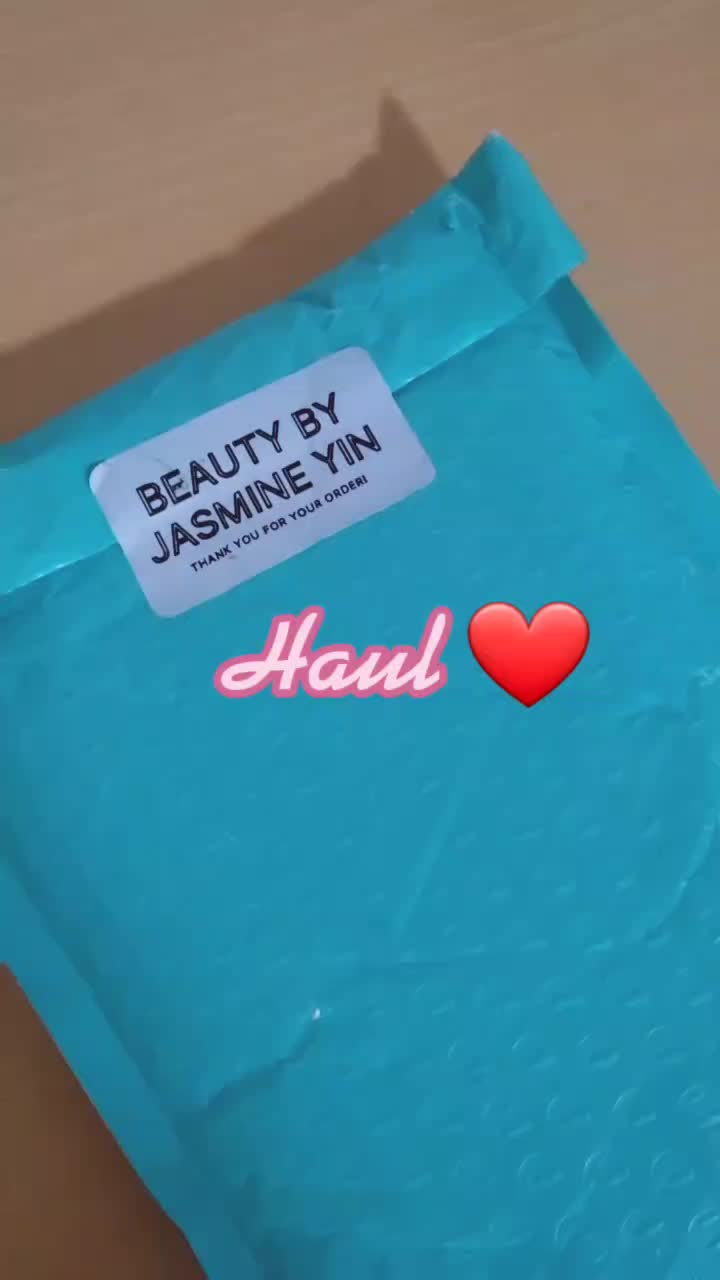 BEAUTY BY
JASMINE YIN
THANK YOU FOR YOUR ORDER!
Haul ❤️